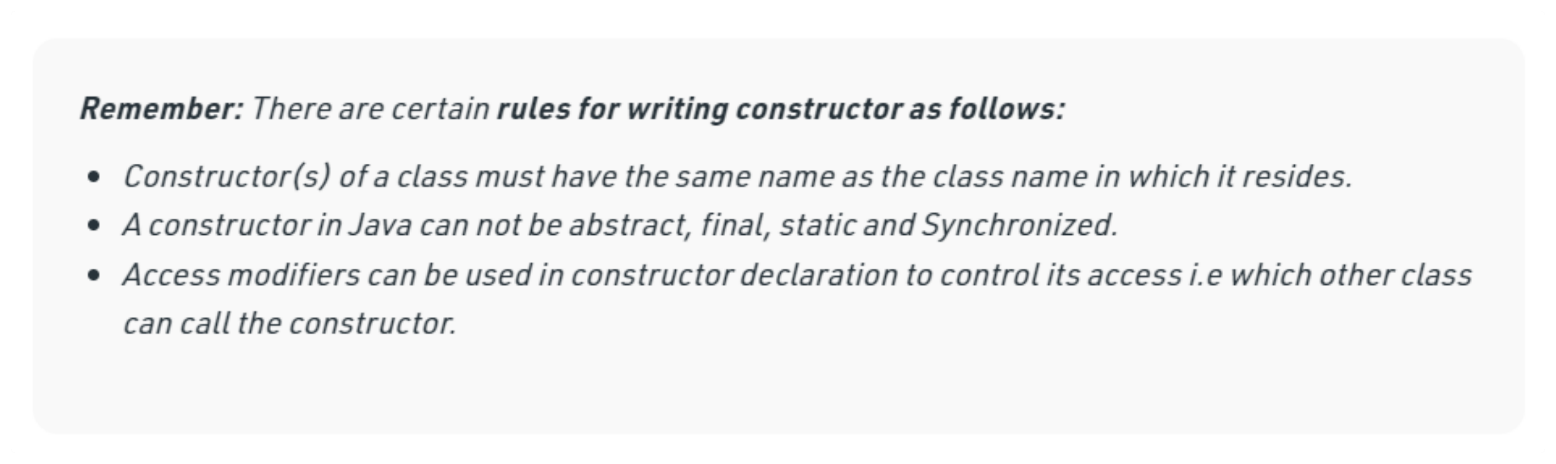 Remember: There are certain rules for writing constructor as follows:
• Constructor(s) of a class must have the same name as the class name in which it resides.
• A constructor in Java can not be abstract, final, static and Synchronized.
• Access modifiers can be used in constructor declaration to control its access i.e which other class
can call the constructor.